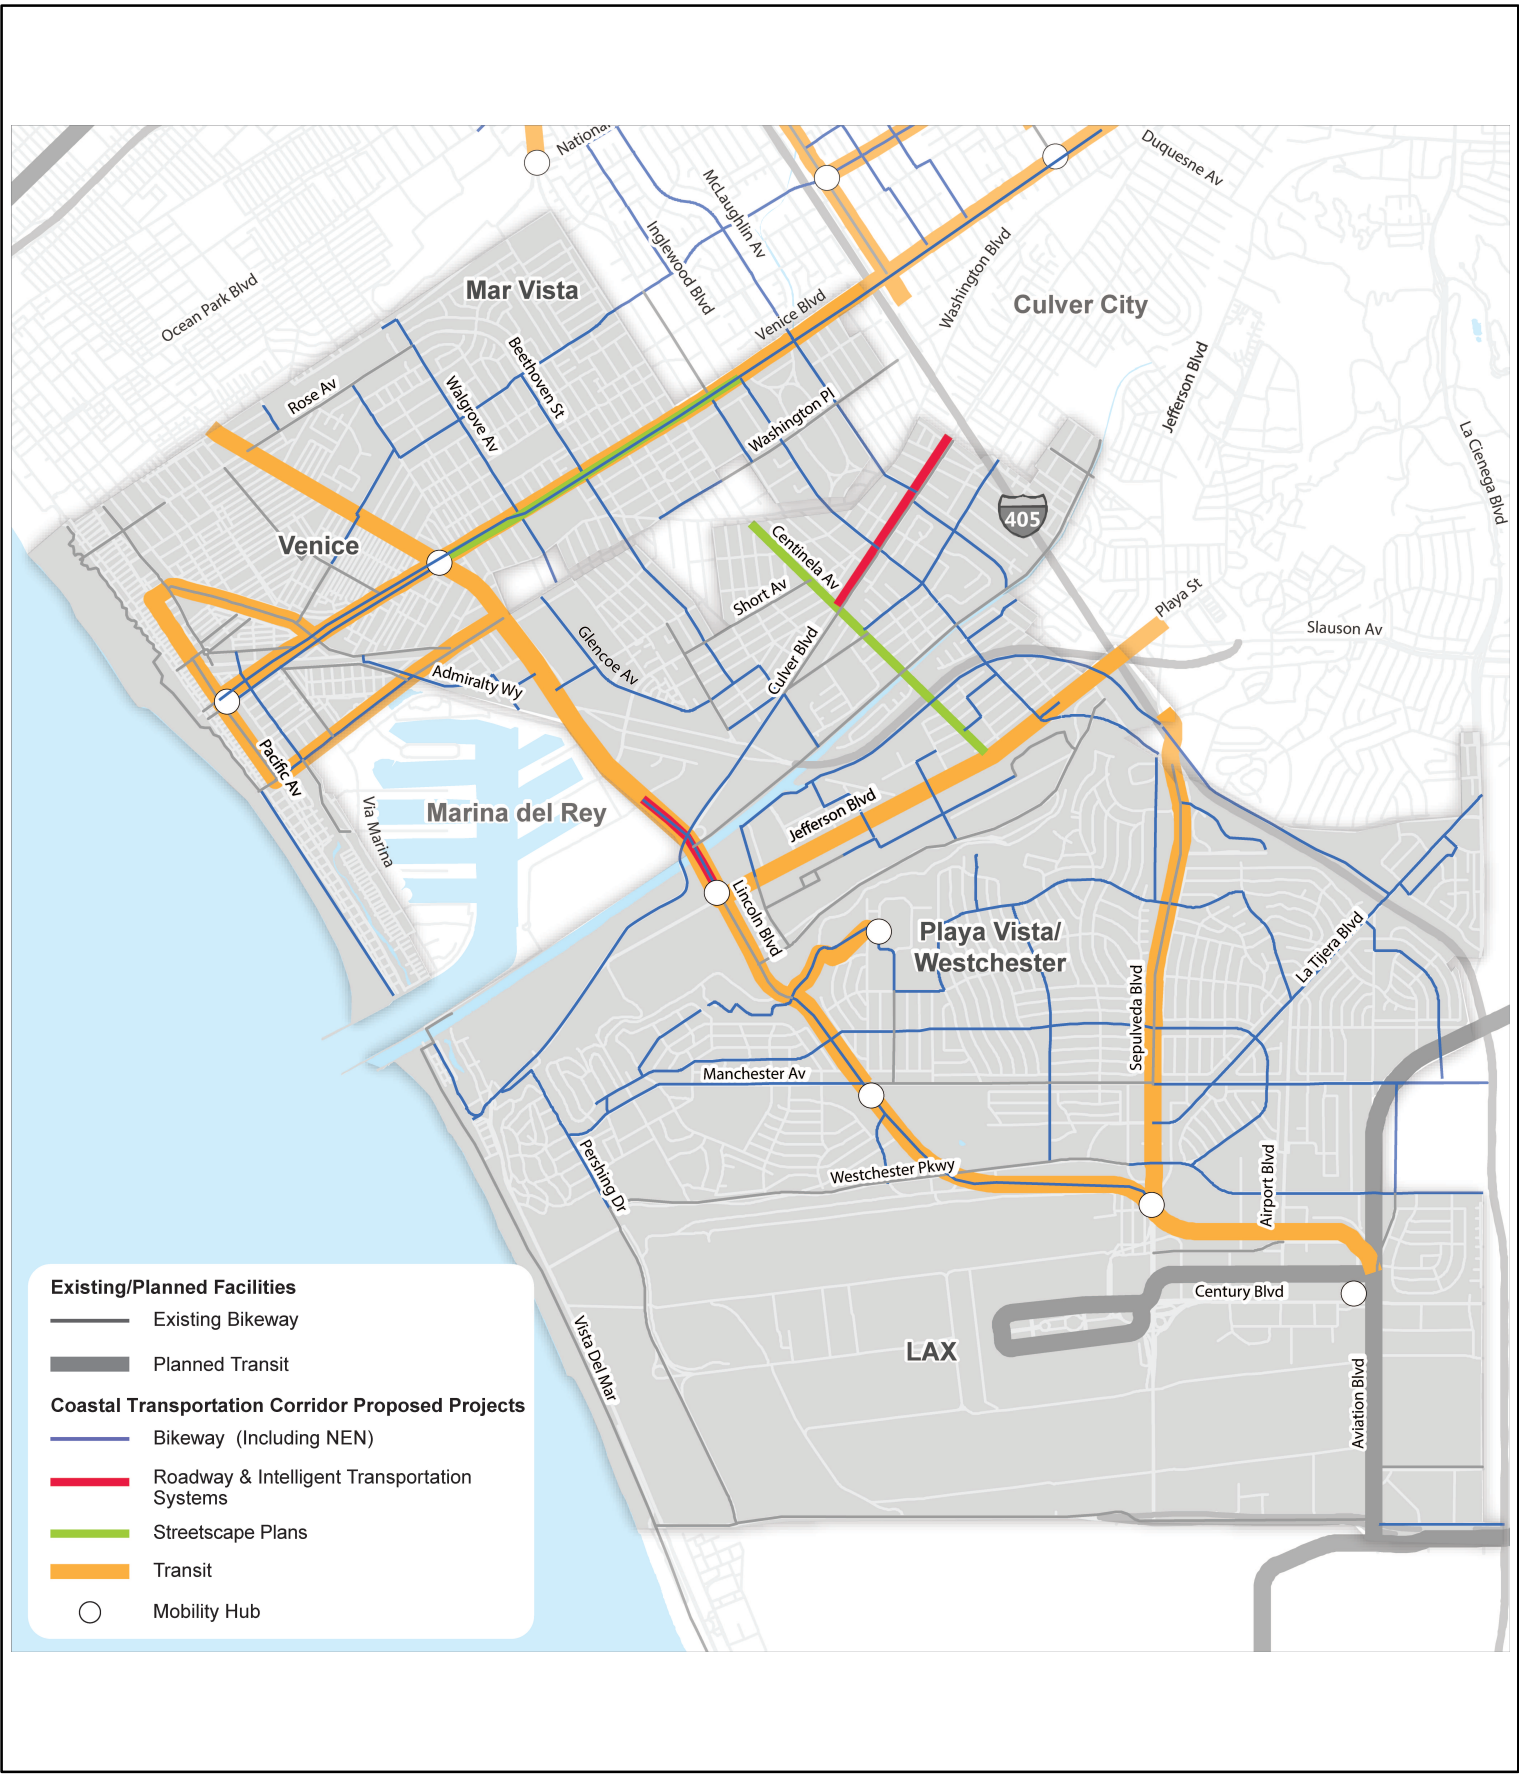 National
Duquesne Av
McLaughlin Av
Inglewood Blvd
Washington Blvd
Ocean Park Blvd
Mar Vista
Culver City
Venice Blvd
Beethoven St
Jefferson Blvd
Rose Av
Walgrove Av
Washington Pl
La Cienega Blvd
405
Venice
Centinela Av
Short Av
Playa St
Slauson Av
Glencoe Av
Culver Blvd
Admiralty Wy
Pacific Av
Via Marina
Marina del Rey
Jefferson Blvd
Lincoln Blvd
Playa Vista/
Westchester
La Tijera Blvd
Sepulveda Blvd
Manchester Av
Pershing Dr
Westchester Pkwy
Airport Blvd
Century Blvd
Vista Del Mar
LAX
Aviation Blvd
Existing/Planned Facilities
Existing Bikeway
Planned Transit
Coastal Transportation Corridor Proposed Projects
Bikeway (Including NEN)
Roadway & Intelligent Transportation
Systems
Streetscape Plans
Transit
Mobility Hub